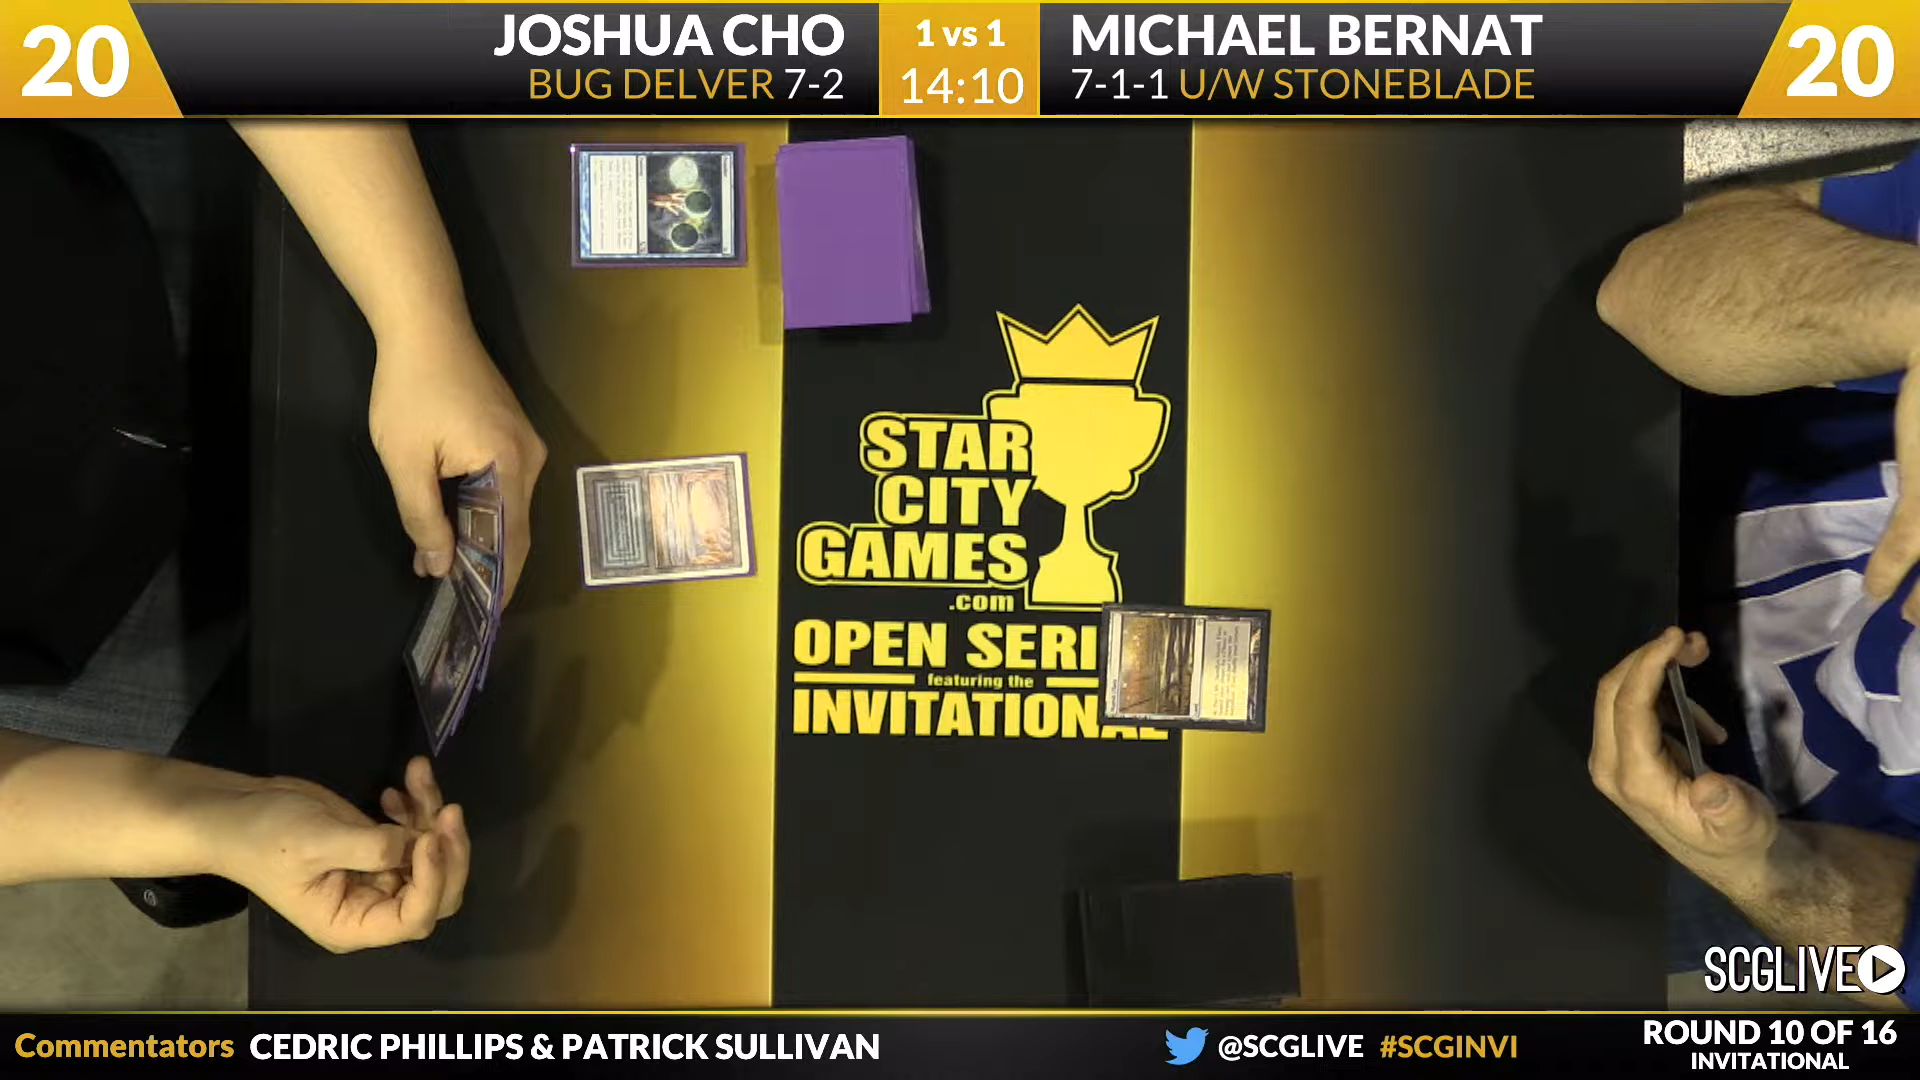 20
JOSHUA CHO
BUG DELVER 7-2
1 vs 1
14:10
MICHAEL BERNAT
7-1-1 U/W STONEBLADE
20
STAR
CITY
GAMES
.com
OPEN SERI
featuring the
INVITATIONAL
SCGLIVE
Commentators CEDRIC PHILLIPS & PATRICK SULLIVAN
@SCGLIVE #SCGINVI
ROUND 10 OF 16
INVITATIONAL